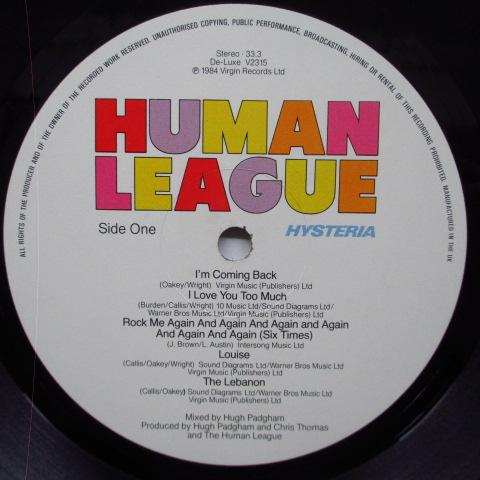 ALL RIGHTS OF THE PRODUCER AND OF THE OWNER OF THE RECORDED WORK RESERVED. UNAUTHORISED COPYING, PUBLIC PERFORMANCE, BROADCASTING, HIRING OR RENTAL OF THIS RECORDING PROHIBITED. MANUFACTURED IN THE UK
Stereo · 33.3
De-Luxe V2315
℗ 1984 Virgin Records Ltd
HUMAN
LEAGUE
Side One
HYSTERIA
I'm Coming Back
(Oakey/Wright) Virgin Music (Publishers) Ltd
I Love You Too Much
(Burden/Callis/Wright) 10 Music Ltd/Sound Diagrams Ltd/
Warner Bros Music Ltd/Virgin Music (Publishers) Ltd
Rock Me Again And Again And Again and Again
And Again And Again (Six Times)
(J. Brown/L. Austin) Intersong Music Ltd
Louise
(Callis/Oakey/Wright) Sound Diagrams Ltd/Warner Bros Music Ltd
Virgin Music (Publishers) Ltd
The Lebanon
(Callis/Oakey) Sound Diagrams Ltd/Warner Bros Music Ltd
Virgin Music (Publishers) Ltd
Mixed by Hugh Padgham
Produced by Hugh Padgham and Chris Thomas
and The Human League